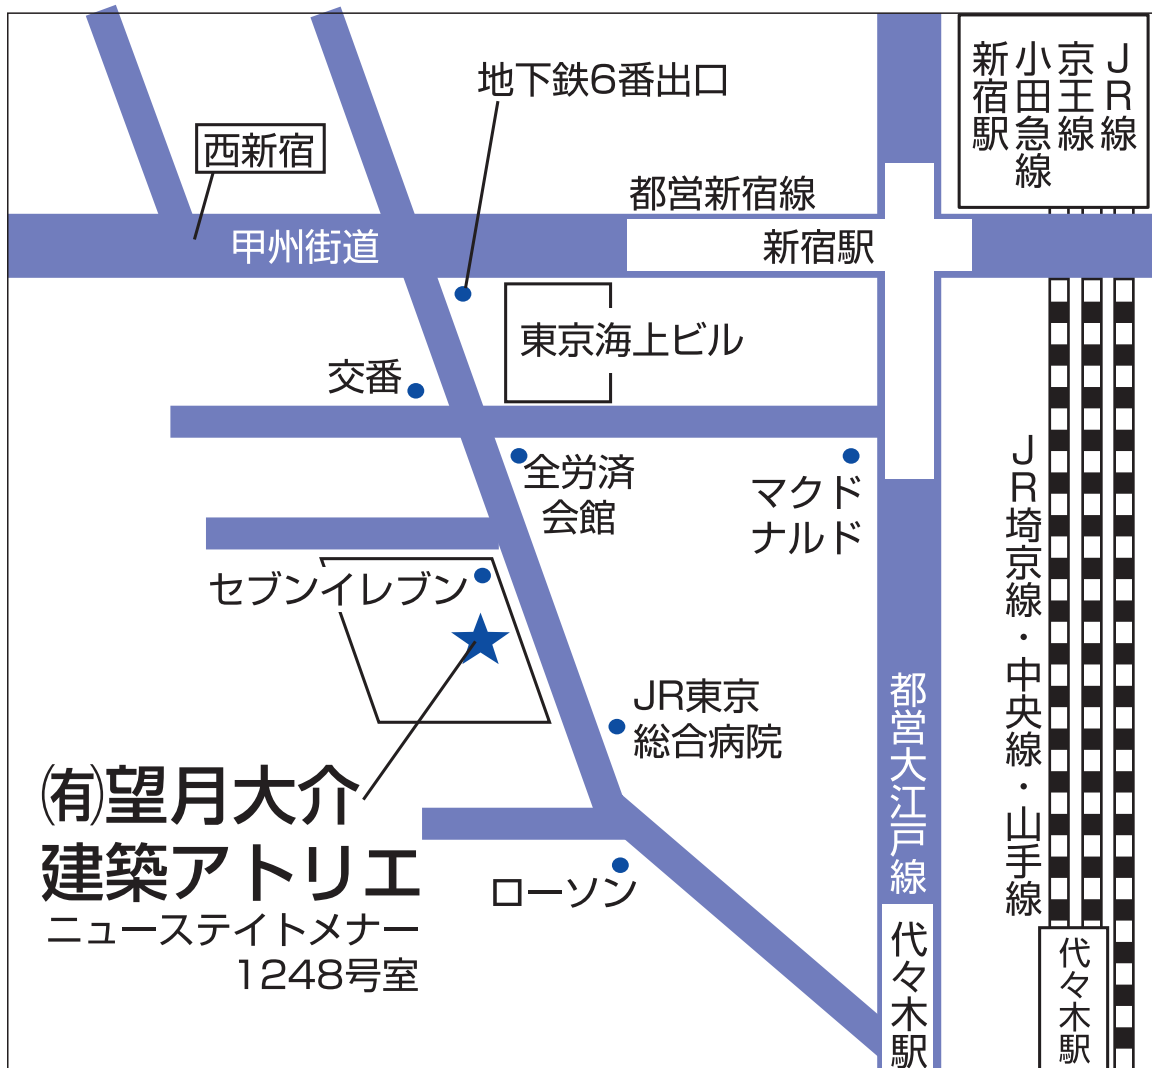 JR線
京王線
小田急線
新宿駅
地下鉄6番出口
西新宿
都営新宿線
甲州街道
新宿駅
東京海上ビル
交番
全労済
会館
マクド
ナルド
JR埼京線・中央線・山手線
セブンイレブン
JR東京
総合病院
都営大江戸線
㈲望月大介
建築アトリエ
ニューステイトメナー
1248号室
ローソン
代々木駅
代々木駅